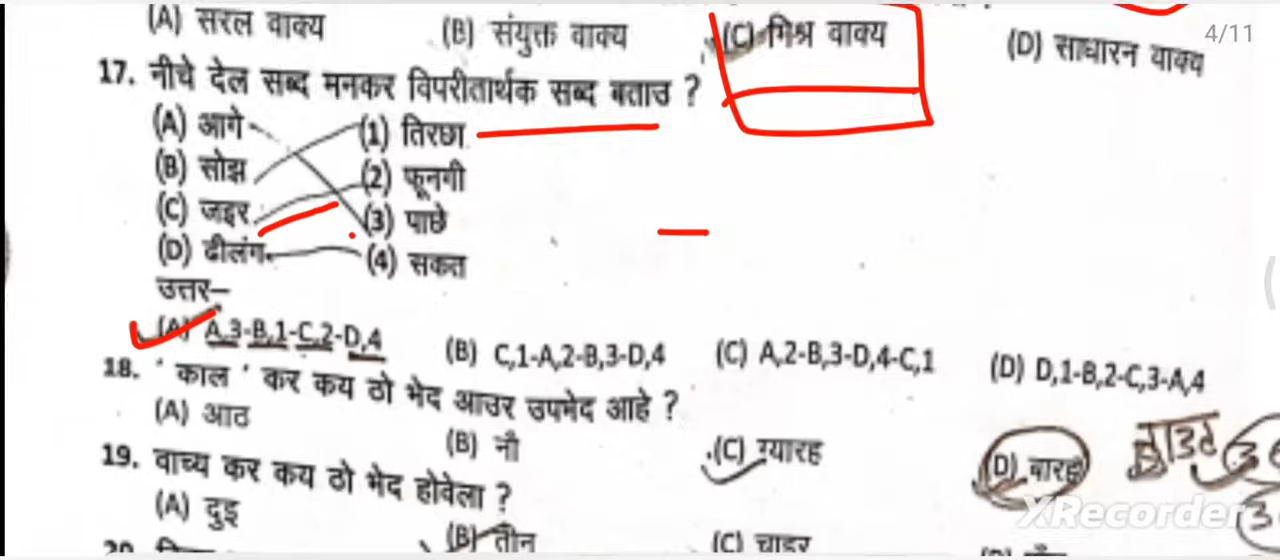 (A) सरल वाक्य (B) संयुक्त वाक्य (C) मिश्र वाक्य (D) साधारन वाक्य
4/11
17. नीचे देल सब्द मनकर विपरीतार्थक सब्द बताउ ?
(A) आगे (1) तिरछा
(B) सोझ (2) फूनगी
(C) जइर (3) पाछे
(D) ढीलंग (4) सकत
उत्तर–
(A) A,3-B,1-C,2-D,4 (B) C,1-A,2-B,3-D,4 (C) A,2-B,3-D,4-C,1 (D) D,1-B,2-C,3-A,4
18. ' काल ' कर कय ठो भेद आउर उपभेद आहे ?
(A) आठ (B) नौ (C) ग्यारह (D) बारह
19. वाच्य कर कय ठो भेद होवेला ?
(A) दुइ (B) तीन (C) चाइर
XRecorder
20.